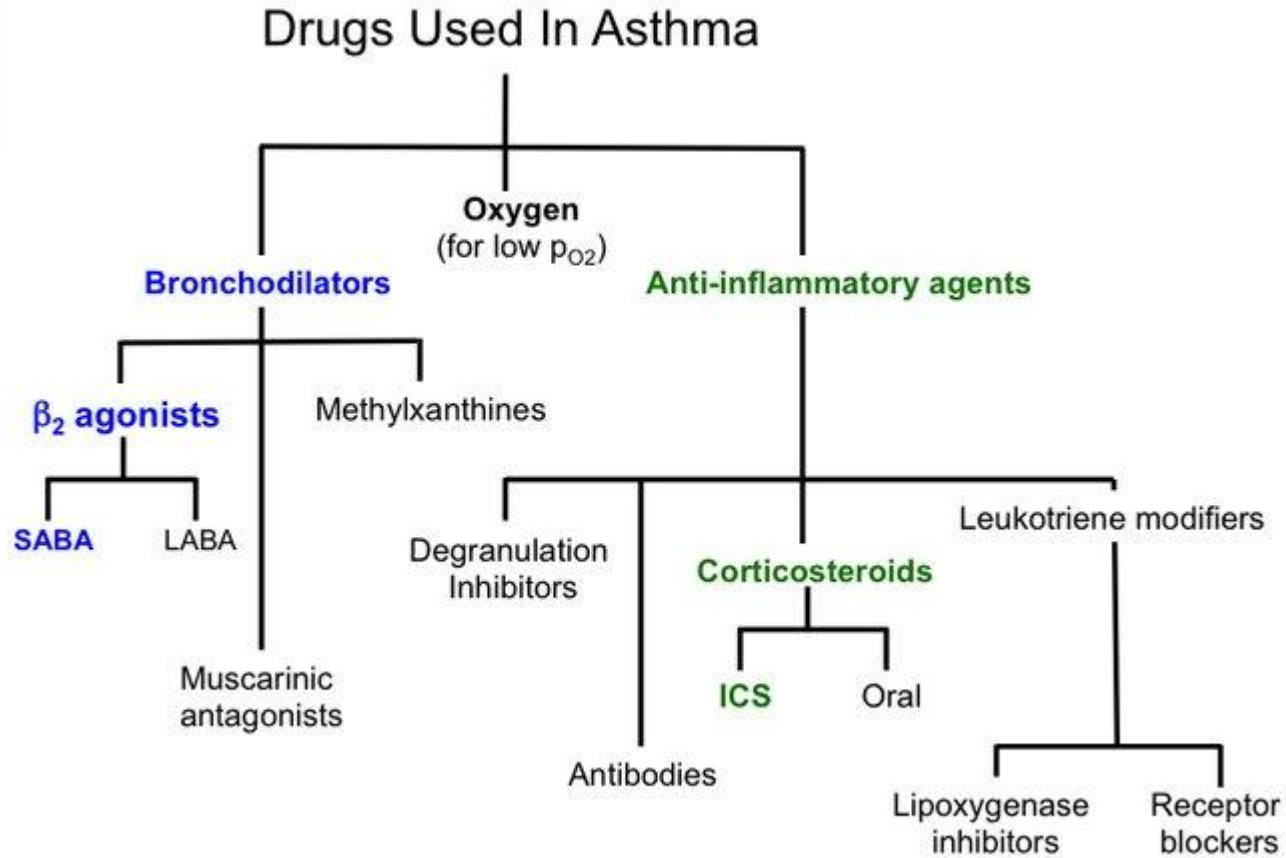 Drugs Used In Asthma
Oxygen
(for low pO2)
Bronchodilators
Anti-inflammatory agents
β2 agonists
Methylxanthines
SABA
LABA
Muscarinic
antagonists
Degranulation
Inhibitors
Antibodies
Corticosteroids
ICS
Oral
Leukotriene modifiers
Lipoxygenase
inhibitors
Receptor
blockers